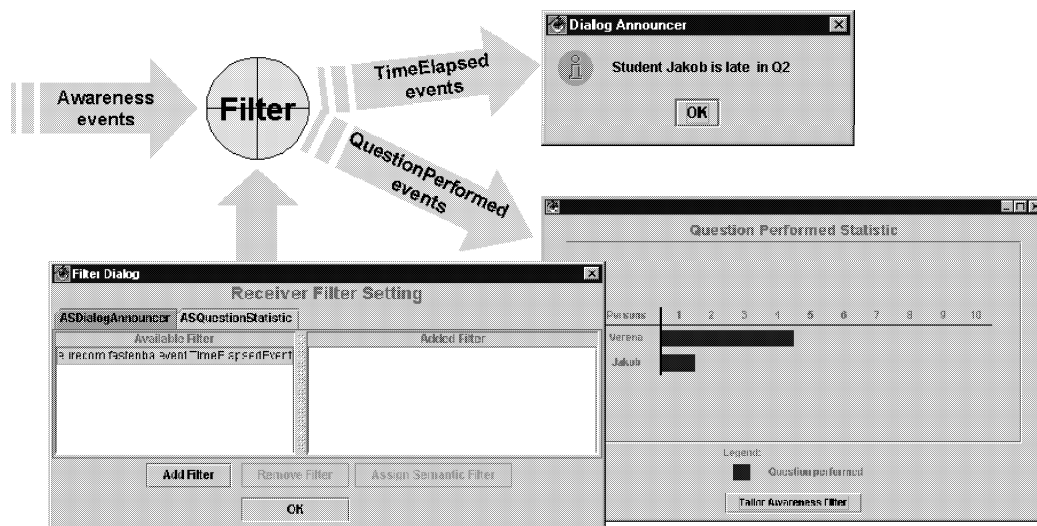 Awareness
events
Filter
TimeElapsed
events
QuestionPerformed
events
Dialog Announcer
Student Jakob is late in Q2
OK
Question Performed Statistic
Persons 1 2 3 4 5 6 7 8 9 10
Verena
Jakob
Legend:
Question performed
Tailor Awareness Filter
Filter Dialog
Receiver Filter Setting
ASDialogAnnouncer ASQuestionStatistic
Available Filter Added Filter
Add Filter Remove Filter Assign Semantic Filter
OK